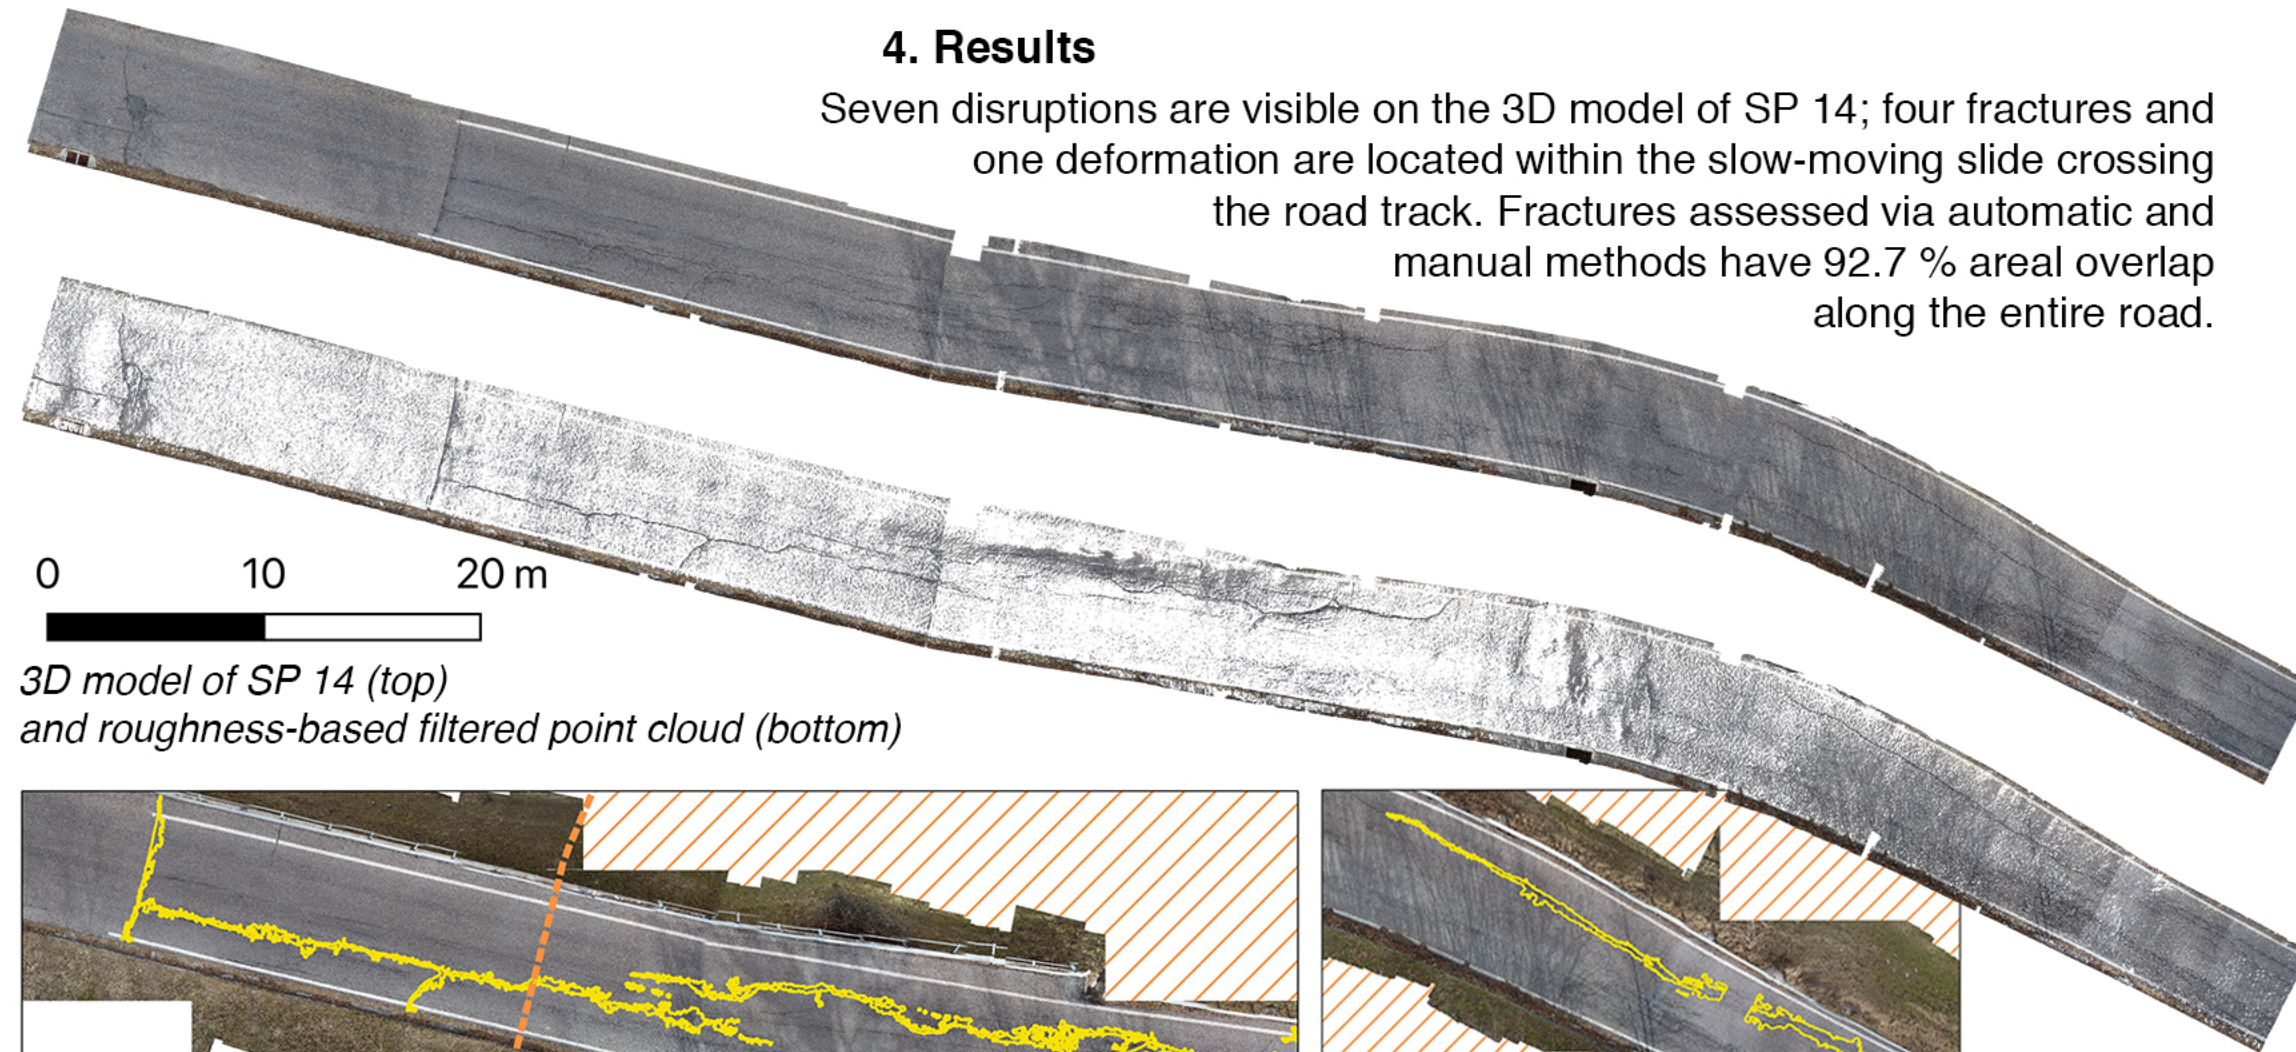 4. Results
Seven disruptions are visible on the 3D model of SP 14; four fractures and
one deformation are located within the slow-moving slide crossing
the road track. Fractures assessed via automatic and
manual methods have 92.7 % areal overlap
along the entire road.
0 10 20 m
3D model of SP 14 (top)
and roughness-based filtered point cloud (bottom)